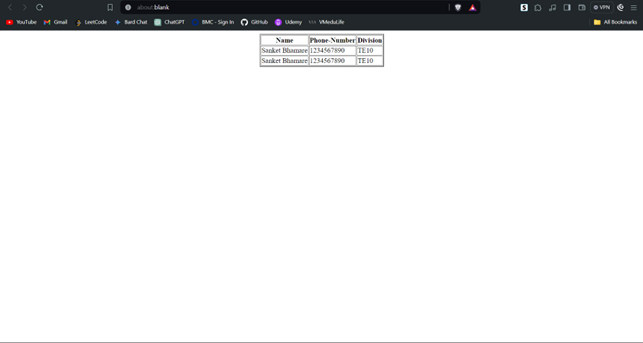 about:blank
VPN
YouTube Gmail LeetCode Bard Chat ChatGPT BMC - Sign In GitHub Udemy VMeduLife All Bookmarks
Name Phone-Number Division
Sanket Bhamare 1234567890 TE10
Sanket Bhamare 1234567890 TE10